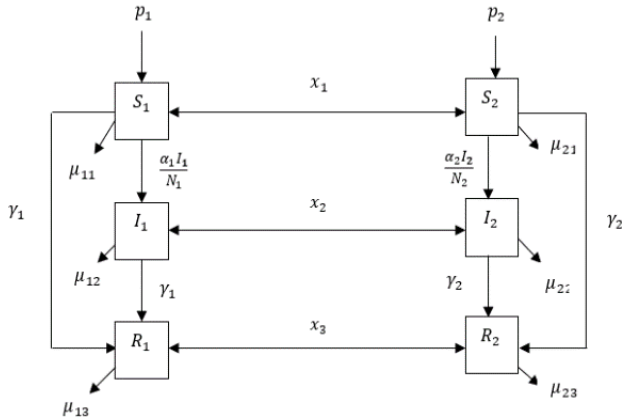 p₁ p₂
S₁ x₁ S₂
μ₁₁ α₁I₁/N₁ α₂I₂/N₂ μ₂₁
γ₁ I₁ x₂ I₂ γ₂
μ₁₂ γ₁ γ₂ μ₂₂
R₁ x₃ R₂
μ₁₃ μ₂₃